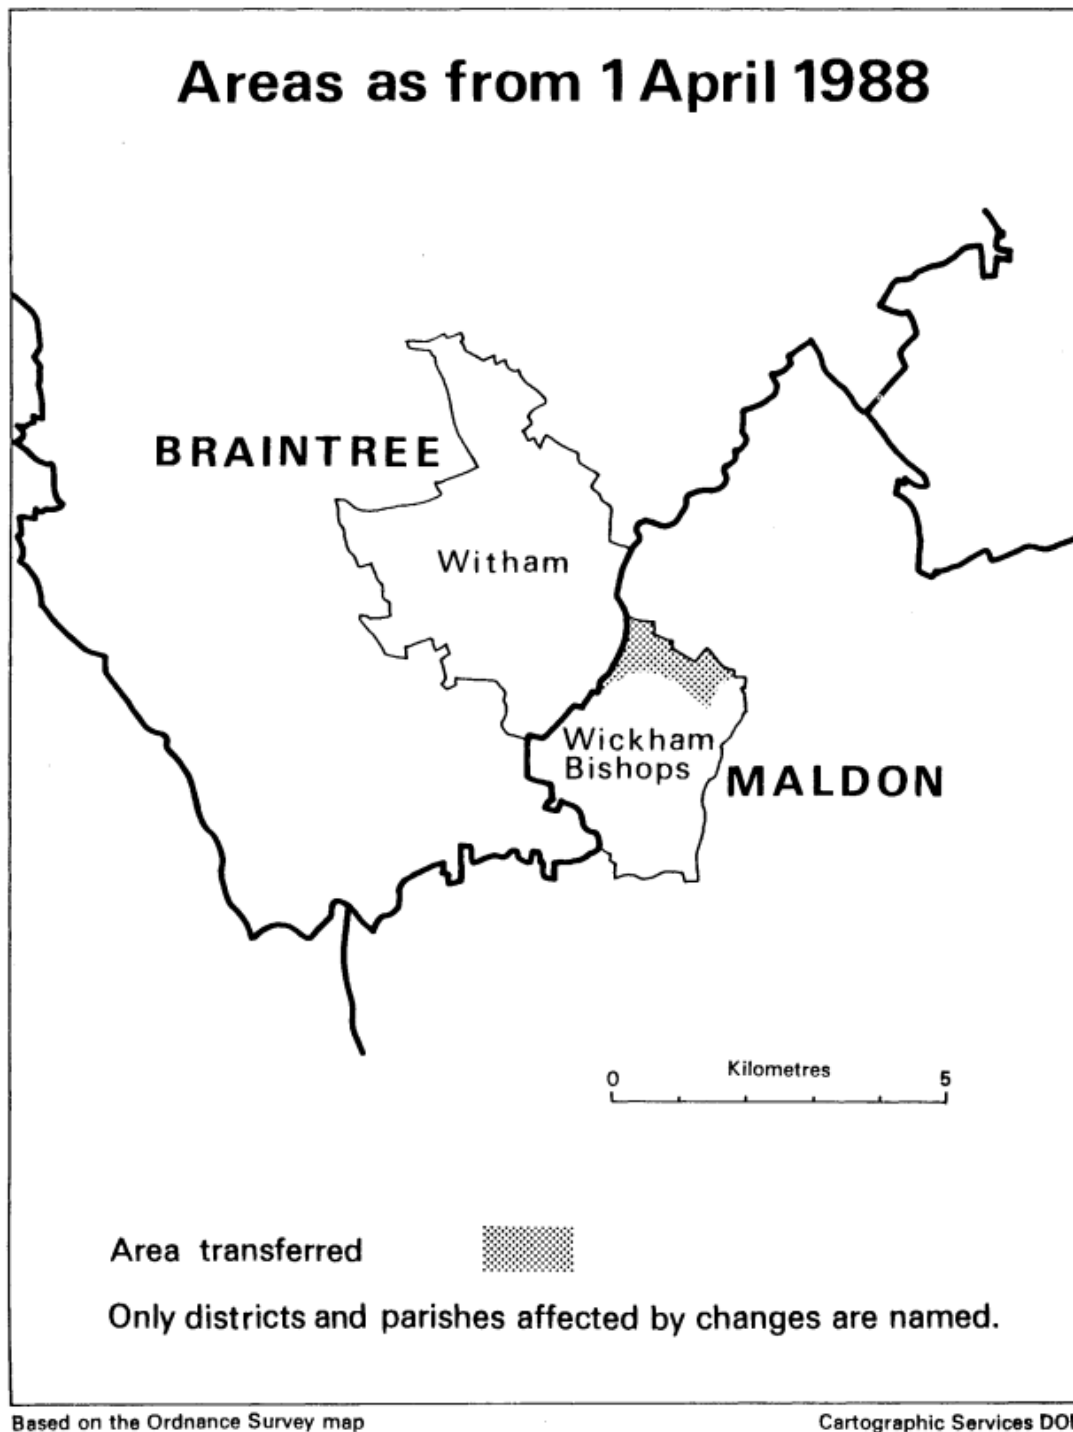 Areas as from 1 April 1988
BRAINTREE
Witham
Wickham
Bishops
MALDON
Kilometres
0 5
Area transferred
Only districts and parishes affected by changes are named.
Based on the Ordnance Survey map
Cartographic Services